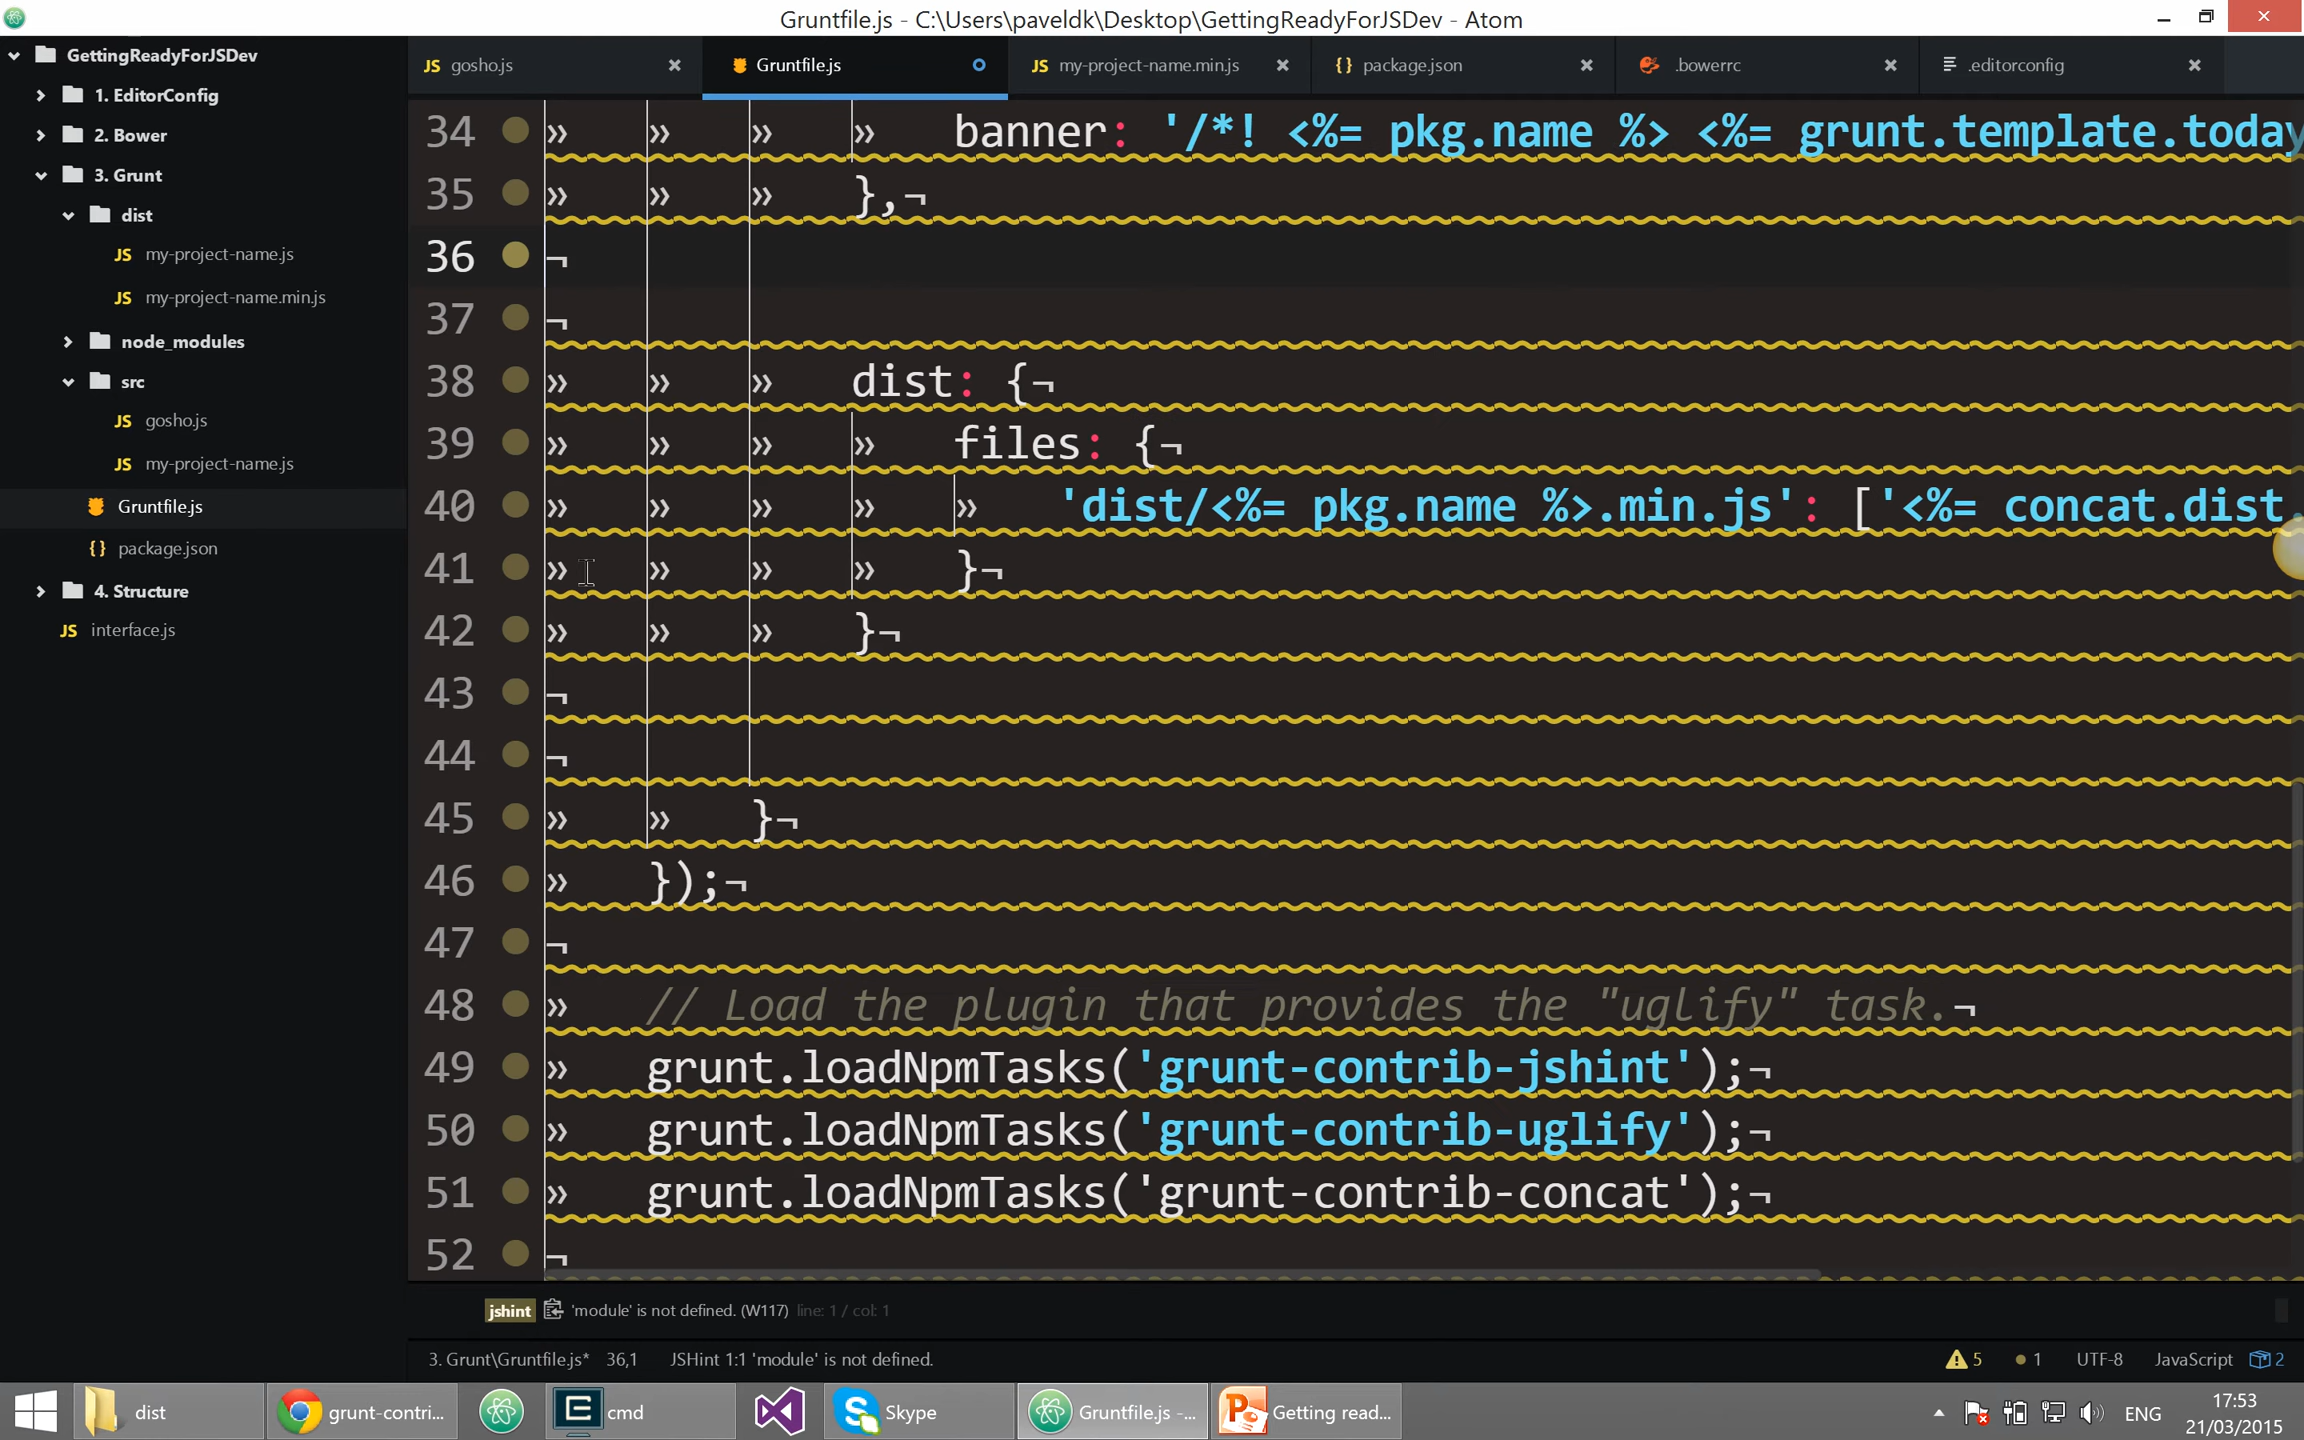 Gruntfile.js - C:\Users\paveldk\Desktop\GettingReadyForJSDev - Atom
GettingReadyForJSDev
1. EditorConfig
2. Bower
3. Grunt
dist
JS my-project-name.js
JS my-project-name.min.js
node_modules
src
JS gosho.js
JS my-project-name.js
Gruntfile.js
{} package.json
4. Structure
JS interface.js
JS gosho.js
Gruntfile.js
JS my-project-name.min.js
{} package.json
.bowerrc
.editorconfig
34 » » » » banner: '/*! <%= pkg.name %> <%= grunt.template.today
35 » » » },¬
36 ¬
37 ¬
38 » » » dist: {¬
39 » » » » files: {¬
40 » » » » » 'dist/<%= pkg.name %>.min.js': ['<%= concat.dist.
41 » » » » }¬
42 » » » }¬
43 ¬
44 ¬
45 » » }¬
46 » });¬
47 ¬
48 » // Load the plugin that provides the "uglify" task.¬
49 » grunt.loadNpmTasks('grunt-contrib-jshint');¬
50 » grunt.loadNpmTasks('grunt-contrib-uglify');¬
51 » grunt.loadNpmTasks('grunt-contrib-concat');¬
52 ¬
jshint 'module' is not defined. (W117) line: 1 / col: 1
3. Grunt\Gruntfile.js* 36,1 JSHint 1:1 'module' is not defined. 5 1 UTF-8 JavaScript 2
dist grunt-contri... cmd Skype Gruntfile.js -... Getting read... ENG
17:53
21/03/2015